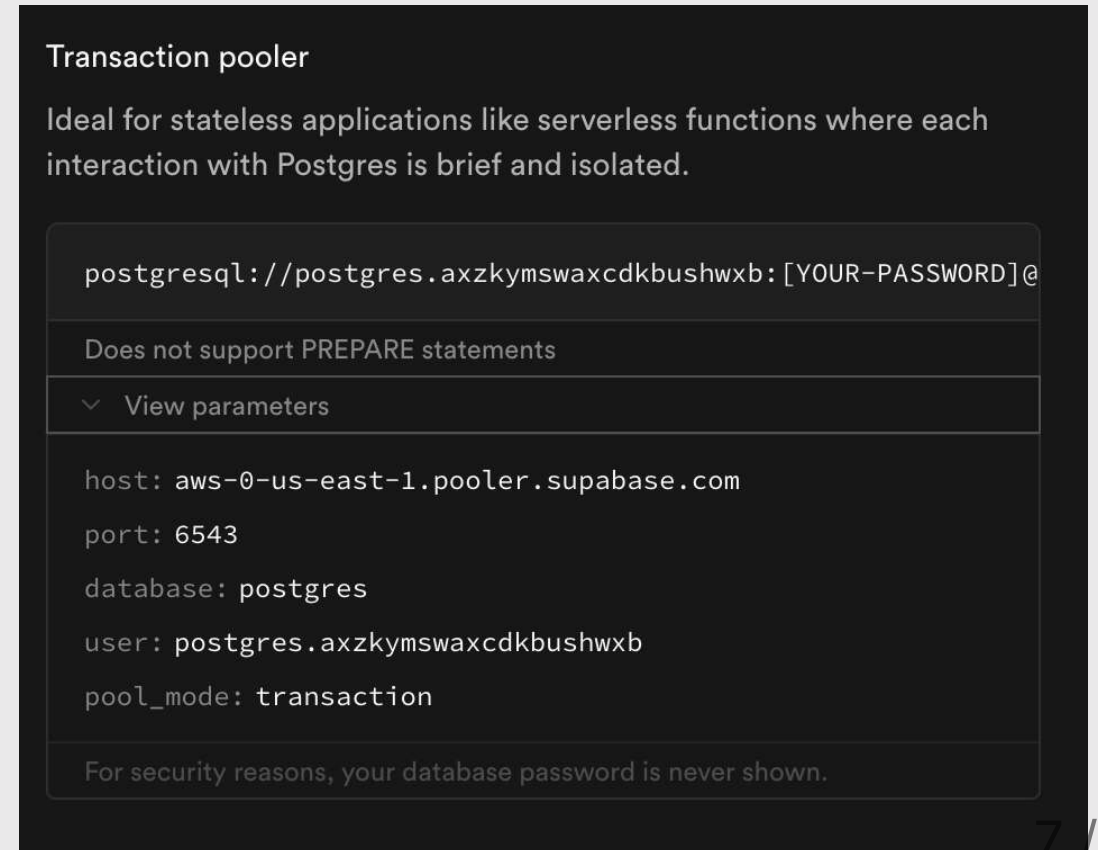 Transaction pooler
Ideal for stateless applications like serverless functions where each
interaction with Postgres is brief and isolated.
postgresql://postgres.axzkymswaxcdkbushwxb:[YOUR-PASSWORD]@
Does not support PREPARE statements
View parameters
host: aws-0-us-east-1.pooler.supabase.com
port: 6543
database: postgres
user: postgres.axzkymswaxcdkbushwxb
pool_mode: transaction
For security reasons, your database password is never shown.
7 /